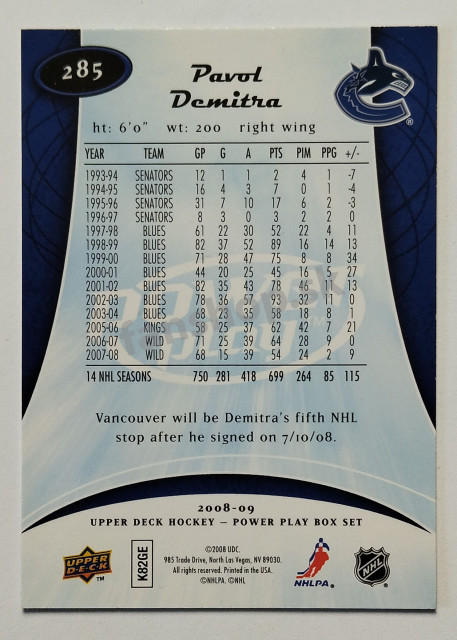 285
Pavol
Demitra
ht: 6'0" wt: 200 right wing
YEAR TEAM GP G A PTS PIM PPG +/-
1993-94 SENATORS 12 1 1 2 4 1 -7
1994-95 SENATORS 16 4 3 7 0 1 -4
1995-96 SENATORS 31 7 10 17 6 2 -3
1996-97 SENATORS 8 3 0 3 2 2 0
1997-98 BLUES 61 22 30 52 22 4 11
1998-99 BLUES 82 37 52 89 16 14 13
1999-00 BLUES 71 28 47 75 8 8 34
2000-01 BLUES 44 20 25 45 16 5 27
2001-02 BLUES 82 35 43 78 46 13
2002-03 BLUES 78 36 57 93 32 11 0
2003-04 BLUES 68 23 35 58 18 8 1
2005-06 KINGS 58 25 37 62 42 7 21
2006-07 WILD 71 25 39 64 28 9 0
2007-08 WILD 68 15 39 54 24 2 9
14 NHL SEASONS 750 281 418 699 264 85 115
Vancouver will be Demitra's fifth NHL
stop after he signed on 7/10/08.
2008-09
UPPER DECK HOCKEY – POWER PLAY BOX SET
©2008 UDC.
985 Trade Drive, North Las Vegas, NV 89030.
All rights reserved. Printed in the USA.
©NHLPA. ©NHL
UPPER
D·E·C·K
TM
K82GE
NHLPA
NHL
®